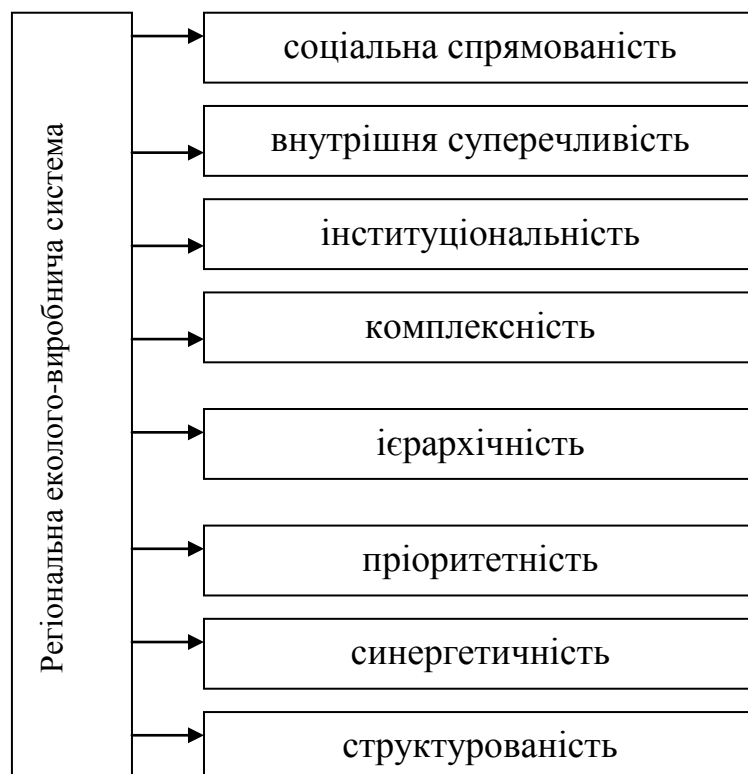 Регіональна еколого-виробнича система
соціальна спрямованість
внутрішня суперечливість
інституціональність
комплексність
ієрархічність
пріоритетність
синергетичність
структурованість